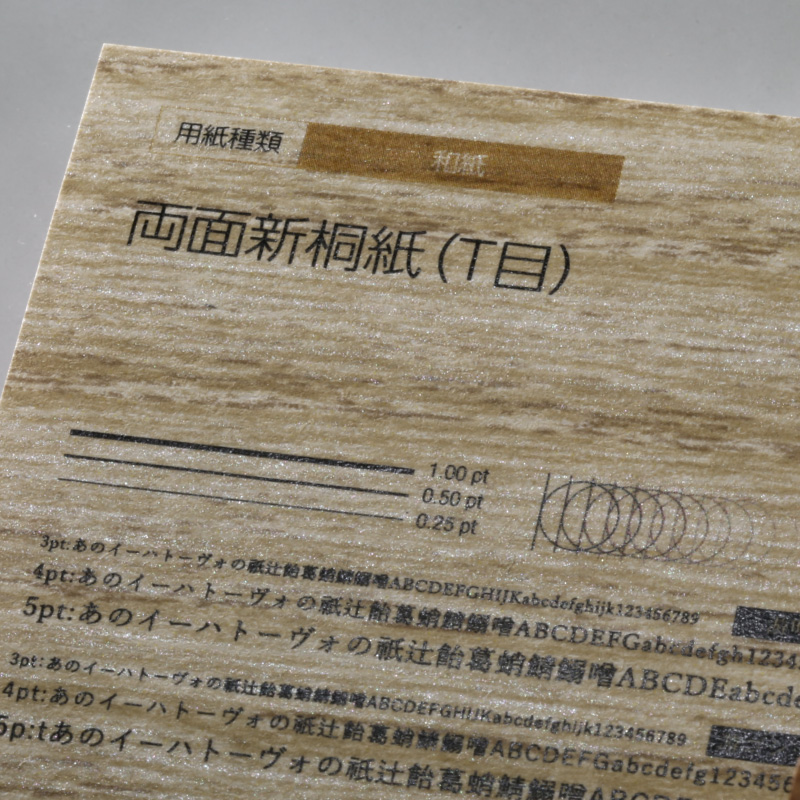 用紙種類 和紙
両面新桐紙(T目)
1.00 pt
0.50 pt
0.25 pt
3pt:あのイーハトーヴォの祇辻飴葛蛸鯖鰯噌ABCDEFGHIJKabcdefghijk123456789
4pt:あのイーハトーヴォの祇辻飴葛蛸鯖鰯噌ABCDEFGabcdefgh1234
5pt:あのイーハトーヴォの祇辻飴葛蛸鯖鰯噌ABCDEabcde
3pt:あのイーハトーヴォの祇辻飴葛蛸鯖鰯噌ABCDEFGHIJKabcdefghijk123456789
4pt:あのイーハトーヴォの祇辻飴葛蛸鯖鰯噌ABCDEFGabcdefg12345
5p:tあのイーハトーヴォの祇辻飴葛蛸鯖鰯噌ABCD